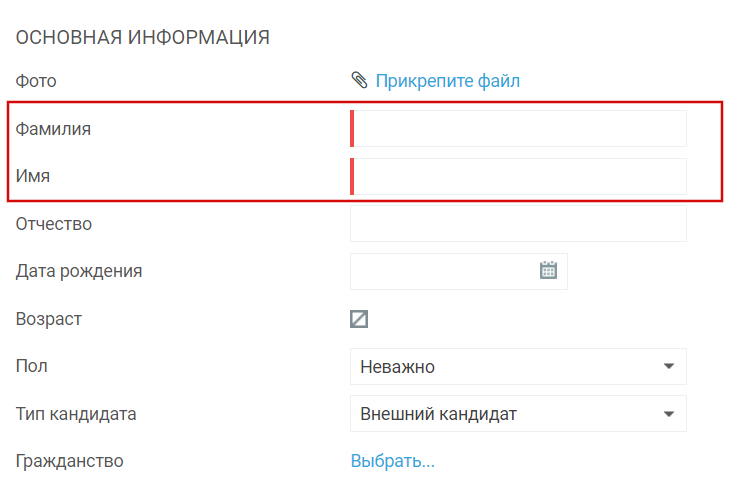 ОСНОВНАЯ ИНФОРМАЦИЯ
Фото Прикрепите файл
Фамилия
Имя
Отчество
Дата рождения
Возраст
Пол Неважно
Тип кандидата Внешний кандидат
Гражданство Выбрать...